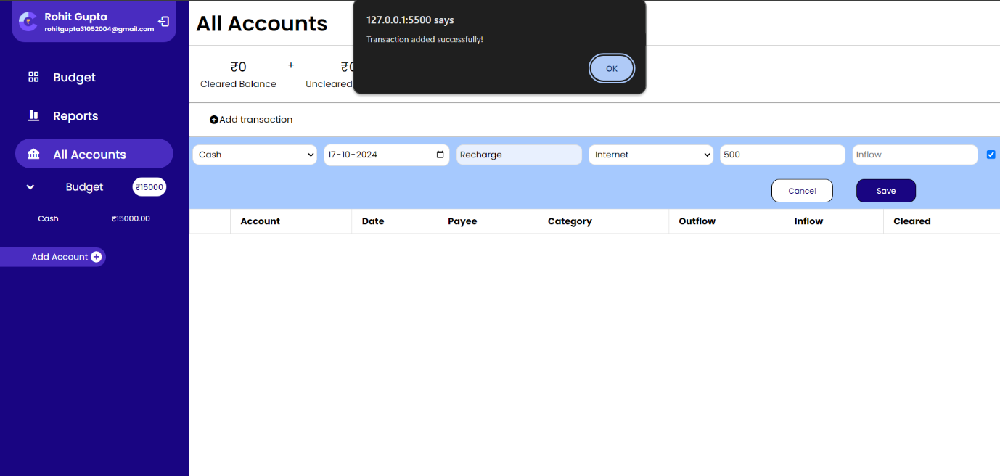 Rohit Gupta
rohitgupta31052004@gmail.com
Budget
Reports
All Accounts
Budget ₹15000
Cash ₹15000.00
Add Account
All Accounts
127.0.0.1:5500 says
Transaction added successfully!
OK
₹0 + ₹0
Cleared Balance Uncleared
Add transaction
Cash 17-10-2024 Recharge Internet 500 Inflow
Cancel Save
Account Date Payee Category Outflow Inflow Cleared